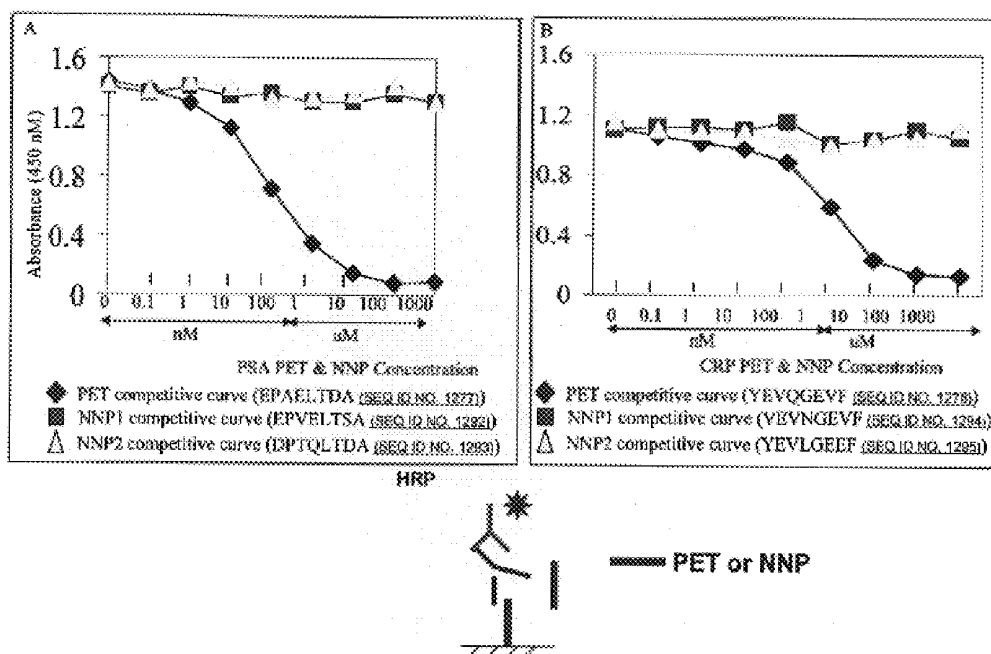 A
1.6
1.2
0.8
0.4
0
Absorbance (450 nM)
0 0.1 1 10 100 1 10 100 1000
nM uM
PSA PET & NNP Concentration
PET competitive curve (EPAELTDA (SEQ ID NO. 1277))
NNP1 competitive curve (EPVELTSA (SEQ ID NO. 1292))
NNP2 competitive curve (DPTQLTDA (SEQ ID NO. 1293))
B
1.6
1.2
0.8
0.4
0
0 0.1 1 10 100 1 10 100 1000
nM uM
CRP PET & NNP Concentration
PET competitive curve (YEVQGEVF (SEQ ID NO. 1278))
NNP1 competitive curve (YEVNGEVF (SEQ ID NO. 1294))
NNP2 competitive curve (YEVLGEEF (SEQ ID NO. 1295))
HRP
PET or NNP